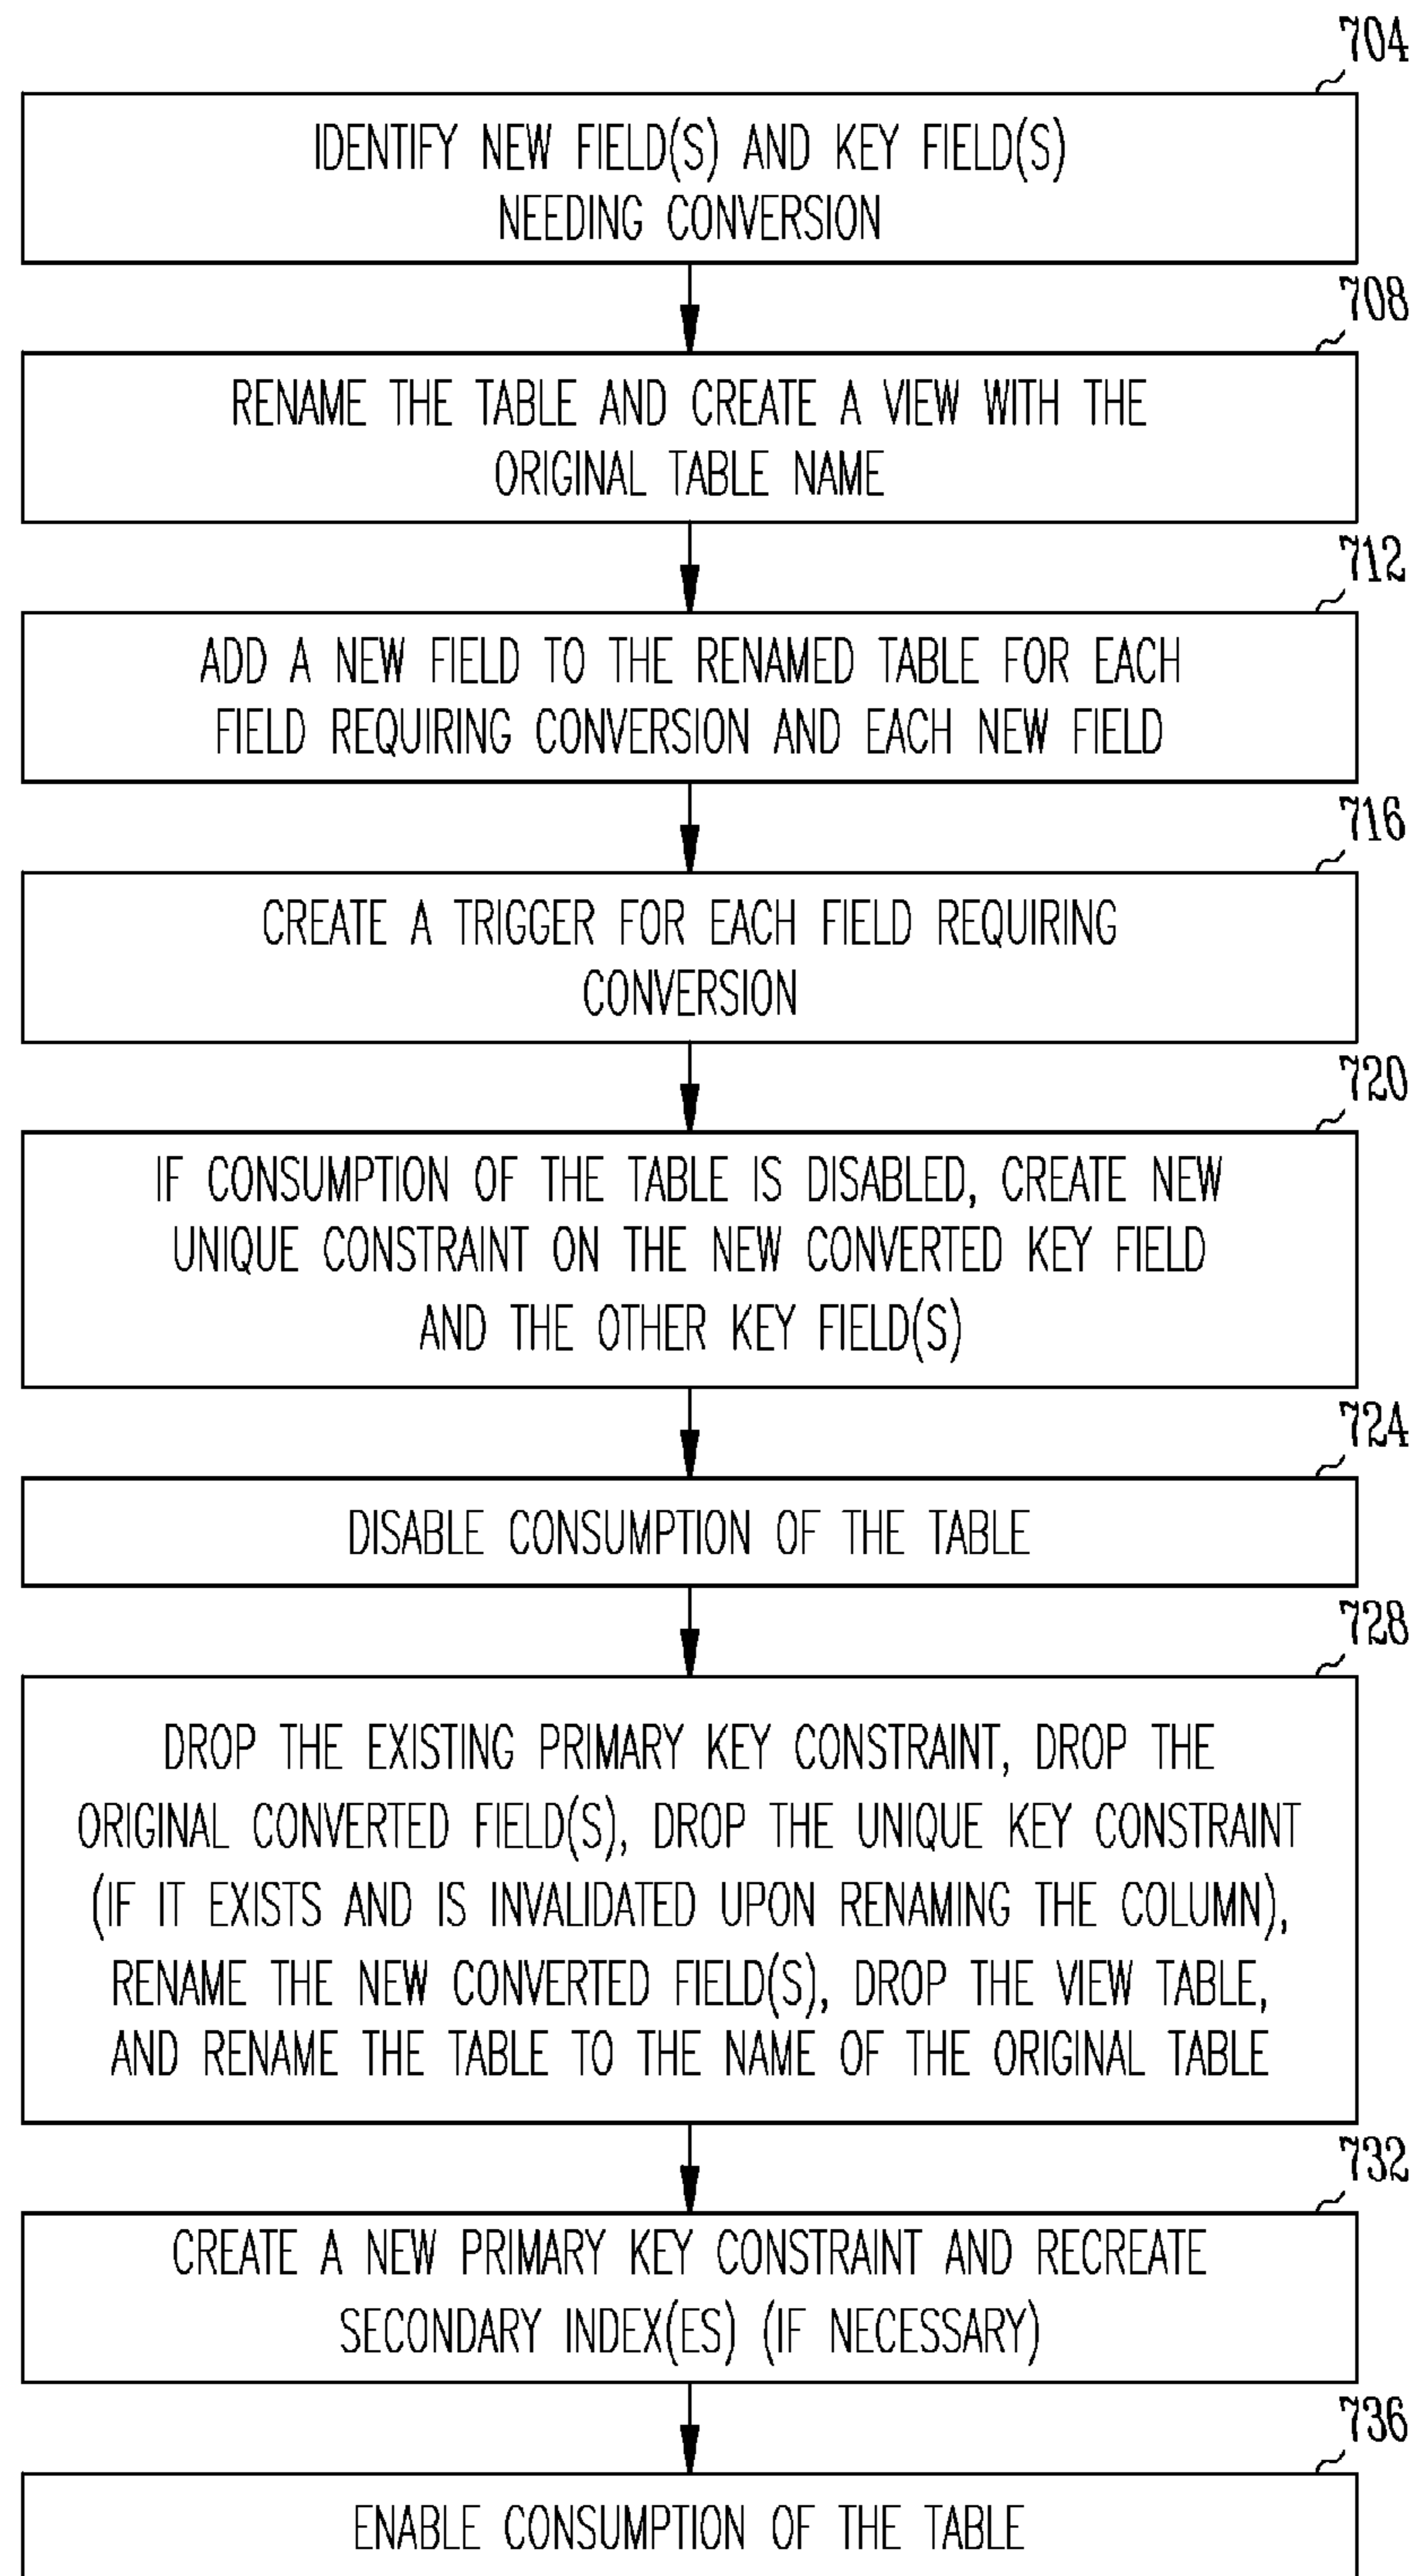 704
IDENTIFY NEW FIELD(S) AND KEY FIELD(S)
NEEDING CONVERSION
708
RENAME THE TABLE AND CREATE A VIEW WITH THE
ORIGINAL TABLE NAME
712
ADD A NEW FIELD TO THE RENAMED TABLE FOR EACH
FIELD REQUIRING CONVERSION AND EACH NEW FIELD
716
CREATE A TRIGGER FOR EACH FIELD REQUIRING
CONVERSION
720
IF CONSUMPTION OF THE TABLE IS DISABLED, CREATE NEW
UNIQUE CONSTRAINT ON THE NEW CONVERTED KEY FIELD
AND THE OTHER KEY FIELD(S)
724
DISABLE CONSUMPTION OF THE TABLE
728
DROP THE EXISTING PRIMARY KEY CONSTRAINT, DROP THE
ORIGINAL CONVERTED FIELD(S), DROP THE UNIQUE KEY CONSTRAINT
(IF IT EXISTS AND IS INVALIDATED UPON RENAMING THE COLUMN),
RENAME THE NEW CONVERTED FIELD(S), DROP THE VIEW TABLE,
AND RENAME THE TABLE TO THE NAME OF THE ORIGINAL TABLE
732
CREATE A NEW PRIMARY KEY CONSTRAINT AND RECREATE
SECONDARY INDEX(ES) (IF NECESSARY)
736
ENABLE CONSUMPTION OF THE TABLE